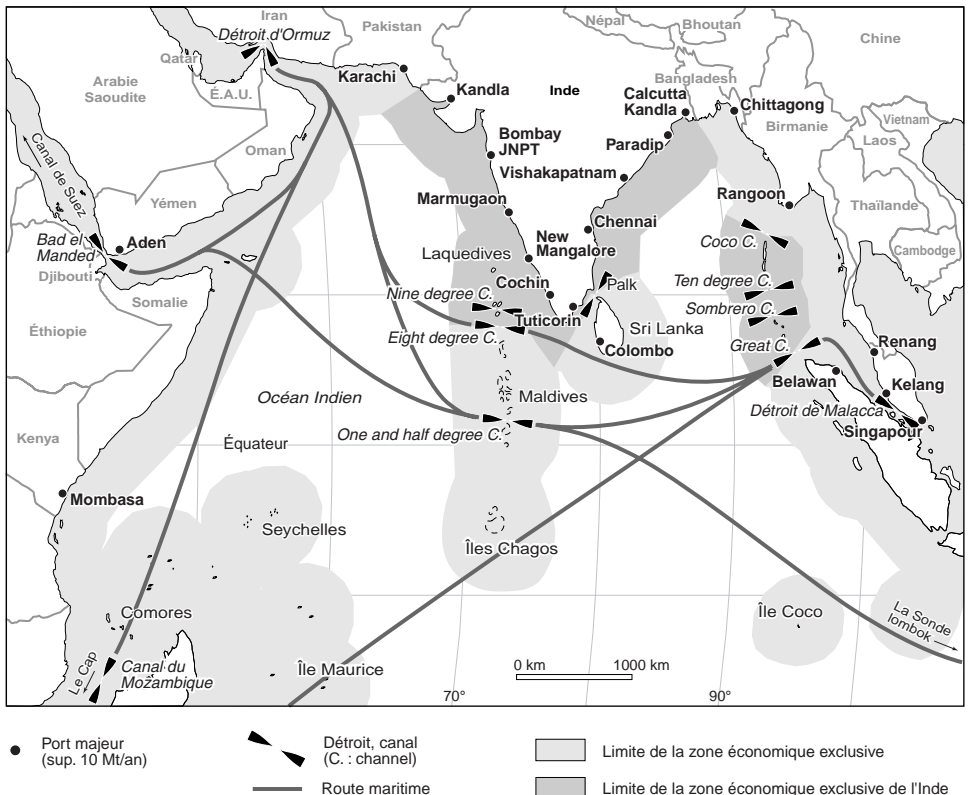 Iran
Détroit d'Ormuz
Pakistan
Népal
Bhoutan
Chine
Qatar
Karachi
Arabie
Saoudite
É.A.U.
Kandla
Inde
Bangladesh
Calcutta
Kandla
Chittagong
Birmanie
Vietnam
Laos
Canal de Suez
Oman
Bombay
JNPT
Paradip
Vishakapatnam
Yémen
Marmugaon
Rangoon
Thaïlande
Bad el
Manded
Aden
Chennai
New
Mangalore
Coco C.
Cambodge
Djibouti
Laquedives
Somalie
Cochin
Palk
Ten degree C.
Nine degree C.
Sombrero C.
Tuticorin
Éthiopie
Eight degree C.
Sri Lanka
Great C.
Colombo
Renang
Belawan
Kelang
Océan Indien
Maldives
Détroit de Malacca
One and half degree C.
Singapour
Kenya
Équateur
Mombasa
Seychelles
Îles Chagos
Comores
Île Coco
La Sonde
lombok
Le Cap
Canal du
Mozambique
Île Maurice
0 km
1000 km
70°
90°
Port majeur
(sup. 10 Mt/an)
Détroit, canal
(C. : channel)
Route maritime
Limite de la zone économique exclusive
Limite de la zone économique exclusive de l'Inde